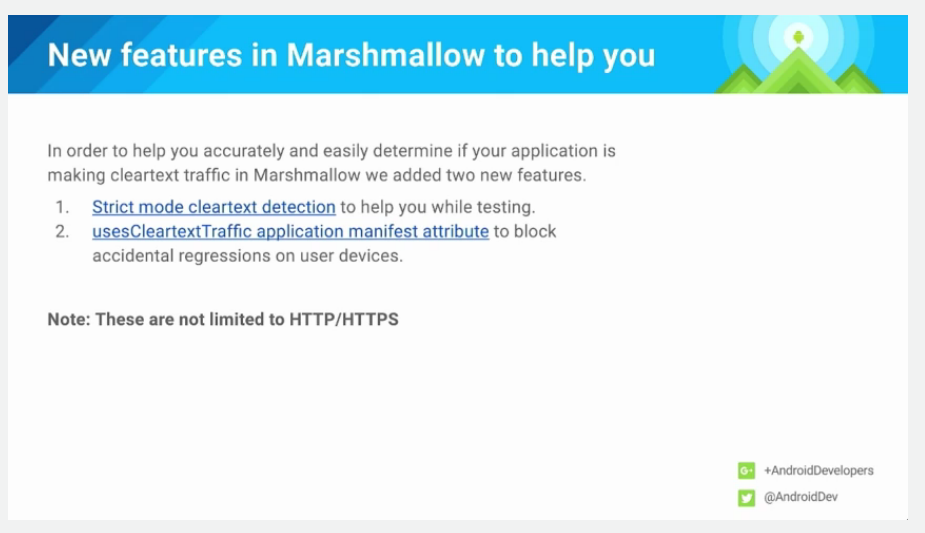 New features in Marshmallow to help you
In order to help you accurately and easily determine if your application is
making cleartext traffic in Marshmallow we added two new features.
1. Strict mode cleartext detection to help you while testing.
2. usesCleartextTraffic application manifest attribute to block
accidental regressions on user devices.
Note: These are not limited to HTTP/HTTPS
G+ +AndroidDevelopers
@AndroidDev